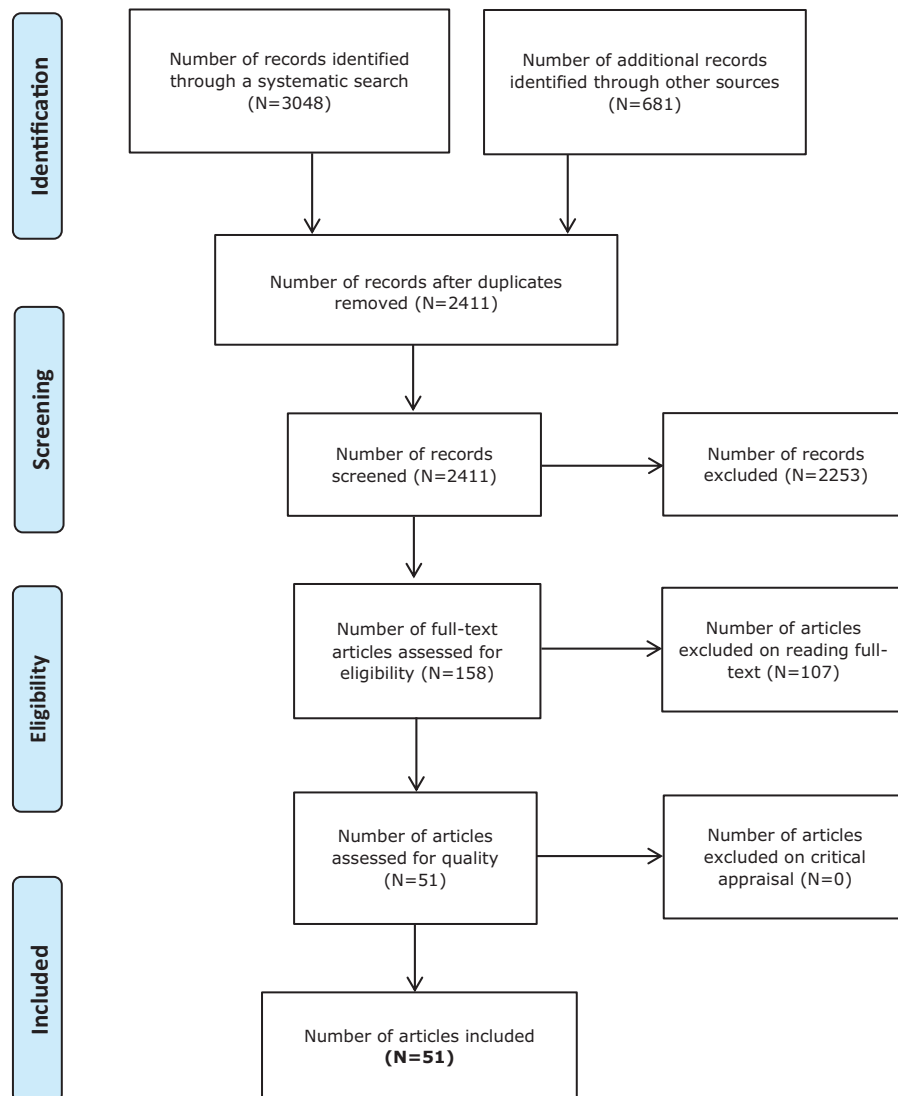 Identification
Number of records identified
through a systematic search
(N=3048)
Number of additional records
identified through other sources
(N=681)
Number of records after duplicates
removed (N=2411)
Screening
Number of records
screened (N=2411)
Number of records
excluded (N=2253)
Eligibility
Number of full-text
articles assessed for
eligibility (N=158)
Number of articles
excluded on reading full-
text (N=107)
Number of articles
assessed for quality
(N=51)
Number of articles
excluded on critical
appraisal (N=0)
Included
Number of articles included
(N=51)